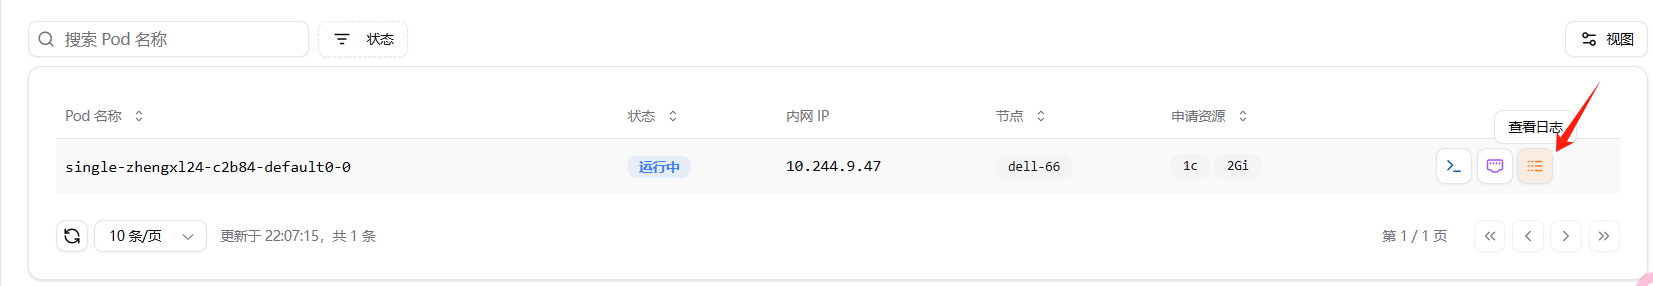 搜索 Pod 名称 状态 视图
Pod 名称 状态 内网 IP 节点 申请资源
查看日志
single-zhengxl24-c2b84-default0-0 运行中 10.244.9.47 dell-66 1c 2Gi
10 条/页 更新于 22:07:15，共 1 条 第 1 / 1 页